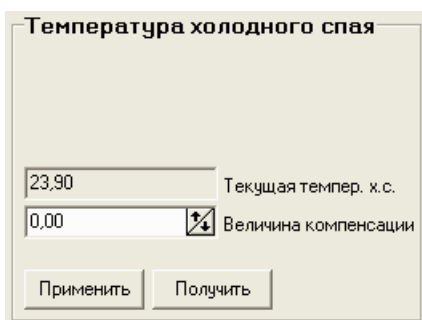 Температура холодного спая
23,90 Текущая темпер. х.с.
0,00 Величина компенсации
Применить Получить